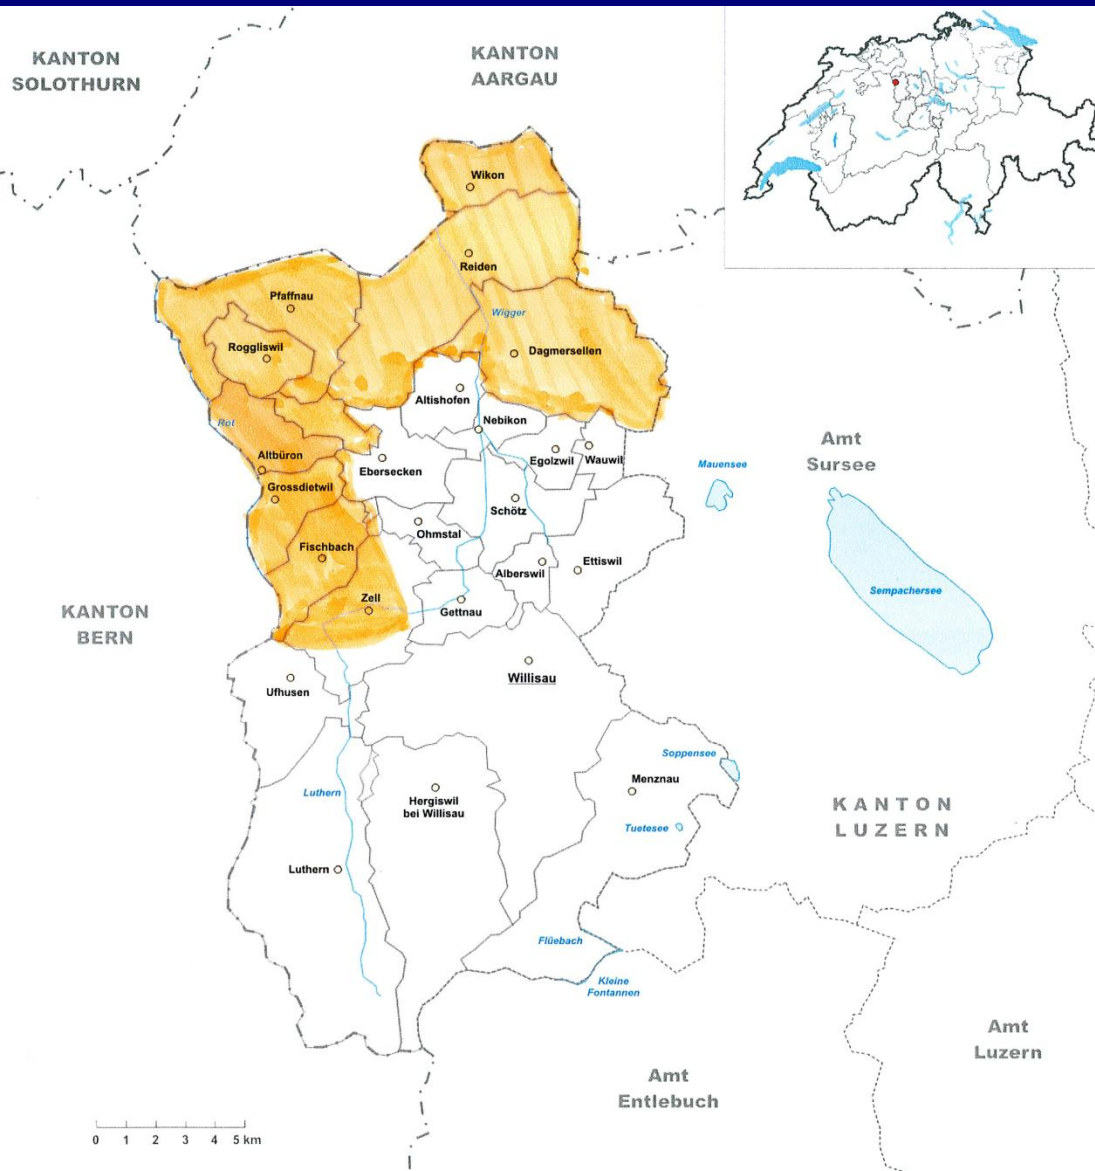 KANTON
SOLOTHURN
KANTON
AARGAU
Wikon
Reiden
Pfaffnau
Wigger
Roggliswil
Dagmersellen
Altishofen
Rot
Nebikon
Amt
Sursee
Altbüron
Ebersecken
Egolzwil
Wauwil
Mauensee
Grossdietwil
Schötz
Ohmstal
Fischbach
Alberswil
Ettiswil
Sempachersee
Zell
Gettnau
KANTON
BERN
Willisau
Ufhusen
Soppensee
Menznau
Luthern
Hergiswil
bei Willisau
KANTON
LUZERN
Tuetesee
Luthern
Flüebach
Kleine
Fontannen
Amt
Luzern
Amt
Entlebuch
0 1 2 3 4 5 km